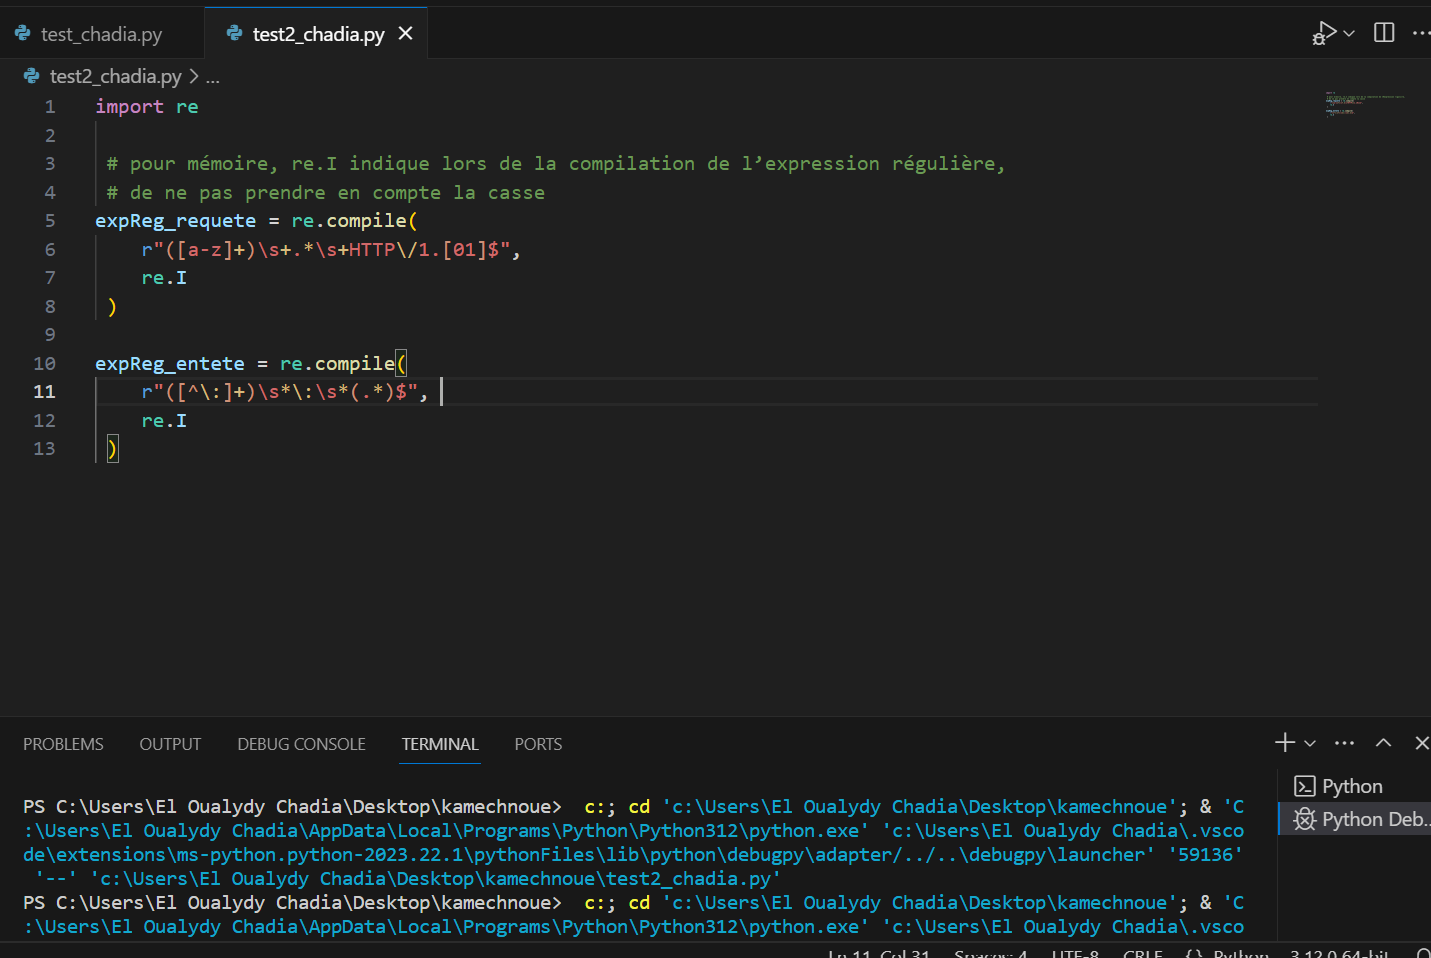 test_chadia.py
test2_chadia.py
test2_chadia.py > ...
1 import re
2
3 # pour mémoire, re.I indique lors de la compilation de l’expression régulière,
4 # de ne pas prendre en compte la casse
5 expReg_requete = re.compile(
6 r"([a-z]+)\s+.*\s+HTTP\/1.[01]$",
7 re.I
8 )
9
10 expReg_entete = re.compile(
11 r"([^\:]+)\s*\:\s*(.*)$",
12 re.I
13 )
PROBLEMS OUTPUT DEBUG CONSOLE TERMINAL PORTS
Python
Python Deb...
PS C:\Users\El Oualydy Chadia\Desktop\kamechnoue>  c:; cd 'c:\Users\El Oualydy Chadia\Desktop\kamechnoue'; & 'C
:\Users\El Oualydy Chadia\AppData\Local\Programs\Python\Python312\python.exe' 'c:\Users\El Oualydy Chadia\.vsco
de\extensions\ms-python.python-2023.22.1\pythonFiles\lib\python\debugpy\adapter/../..\debugpy\launcher' '59136'
'--' 'c:\Users\El Oualydy Chadia\Desktop\kamechnoue\test2_chadia.py'
PS C:\Users\El Oualydy Chadia\Desktop\kamechnoue>  c:; cd 'c:\Users\El Oualydy Chadia\Desktop\kamechnoue'; & 'C
:\Users\El Oualydy Chadia\AppData\Local\Programs\Python\Python312\python.exe' 'c:\Users\El Oualydy Chadia\.vsco
Ln 11, Col 31 Spaces: 4 UTF-8 CRLF {} Python 3.12.0 64-bit